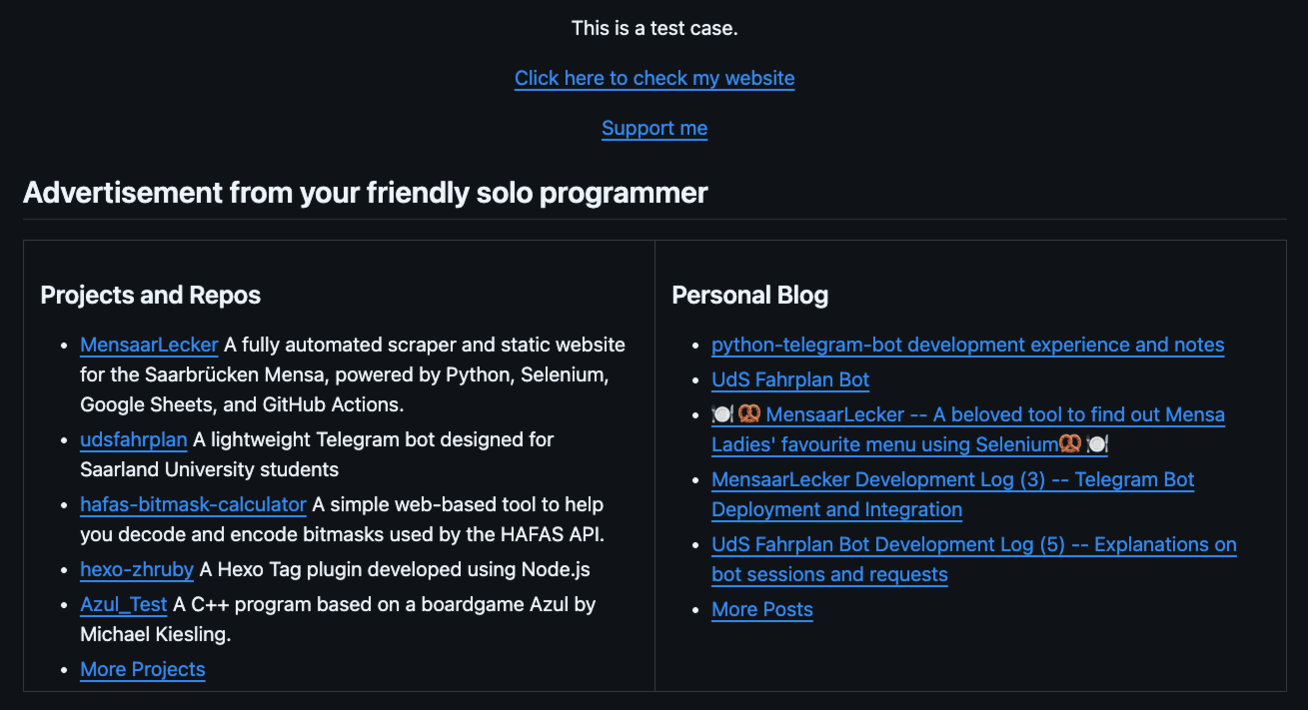 This is a test case.
Click here to check my website
Support me
Advertisement from your friendly solo programmer
Projects and Repos
MensaarLecker A fully automated scraper and static website
for the Saarbrücken Mensa, powered by Python, Selenium,
Google Sheets, and GitHub Actions.
udsfahrplan A lightweight Telegram bot designed for
Saarland University students
hafas-bitmask-calculator A simple web-based tool to help
you decode and encode bitmasks used by the HAFAS API.
hexo-zhruby A Hexo Tag plugin developed using Node.js
Azul_Test A C++ program based on a boardgame Azul by
Michael Kiesling.
More Projects
Personal Blog
python-telegram-bot development experience and notes
UdS Fahrplan Bot
🍽️🥨 MensaarLecker -- A beloved tool to find out Mensa
Ladies' favourite menu using Selenium🥨🍽️
MensaarLecker Development Log (3) -- Telegram Bot
Deployment and Integration
UdS Fahrplan Bot Development Log (5) -- Explanations on
bot sessions and requests
More Posts